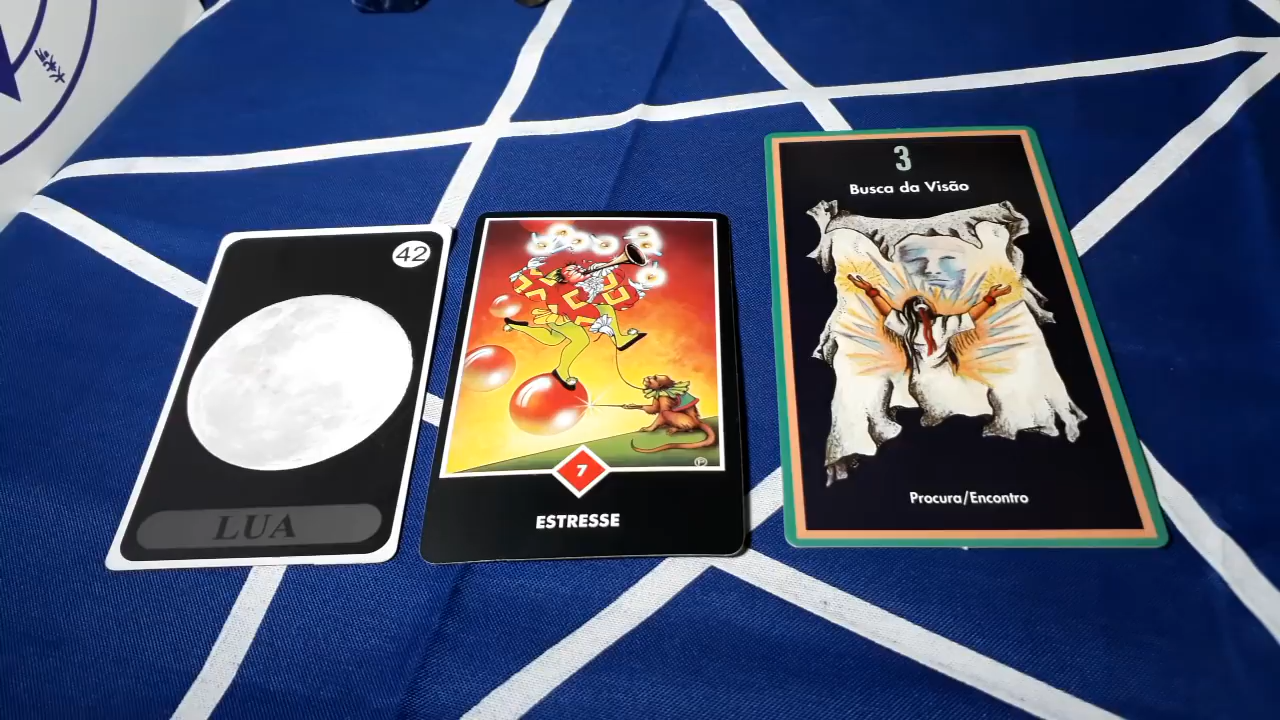 42
LUA
7
ESTRESSE
3
Busca da Visão
Procura/Encontro